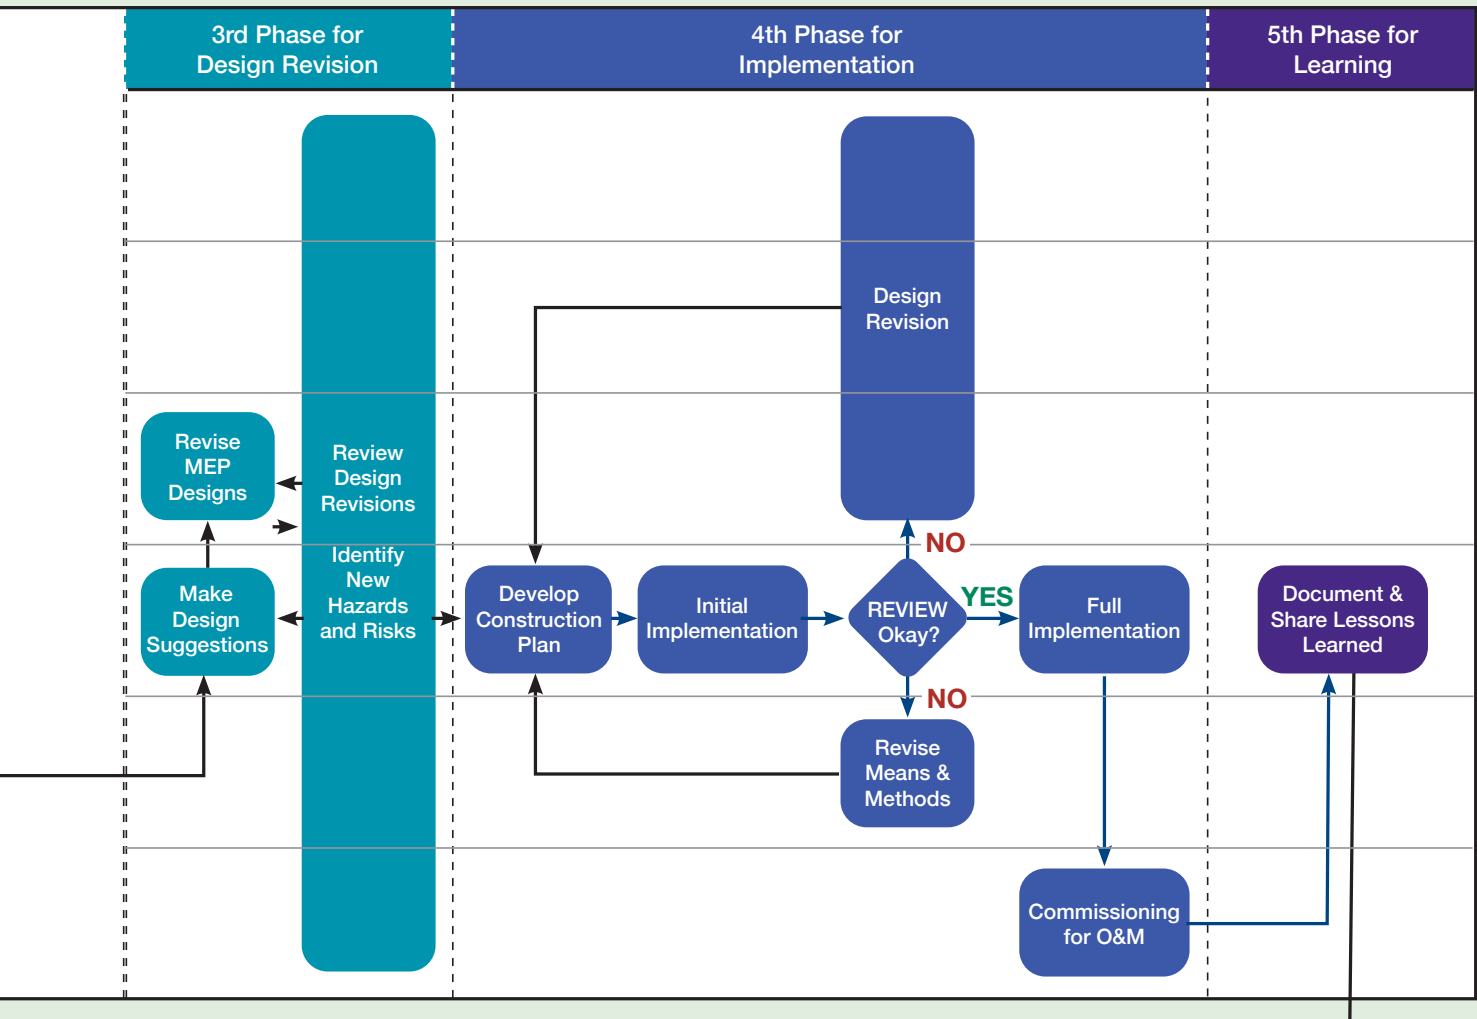 3rd Phase for
Design Revision
4th Phase for
Implementation
5th Phase for
Learning
Design
Revision
Revise
MEP
Designs
Review
Design
Revisions
Identify
New
Hazards
and Risks
Make
Design
Suggestions
Develop
Construction
Plan
Initial
Implementation
NO
REVIEW
Okay?
YES
Full
Implementation
NO
Revise
Means &
Methods
Commissioning
for O&M
Document &
Share Lessons
Learned